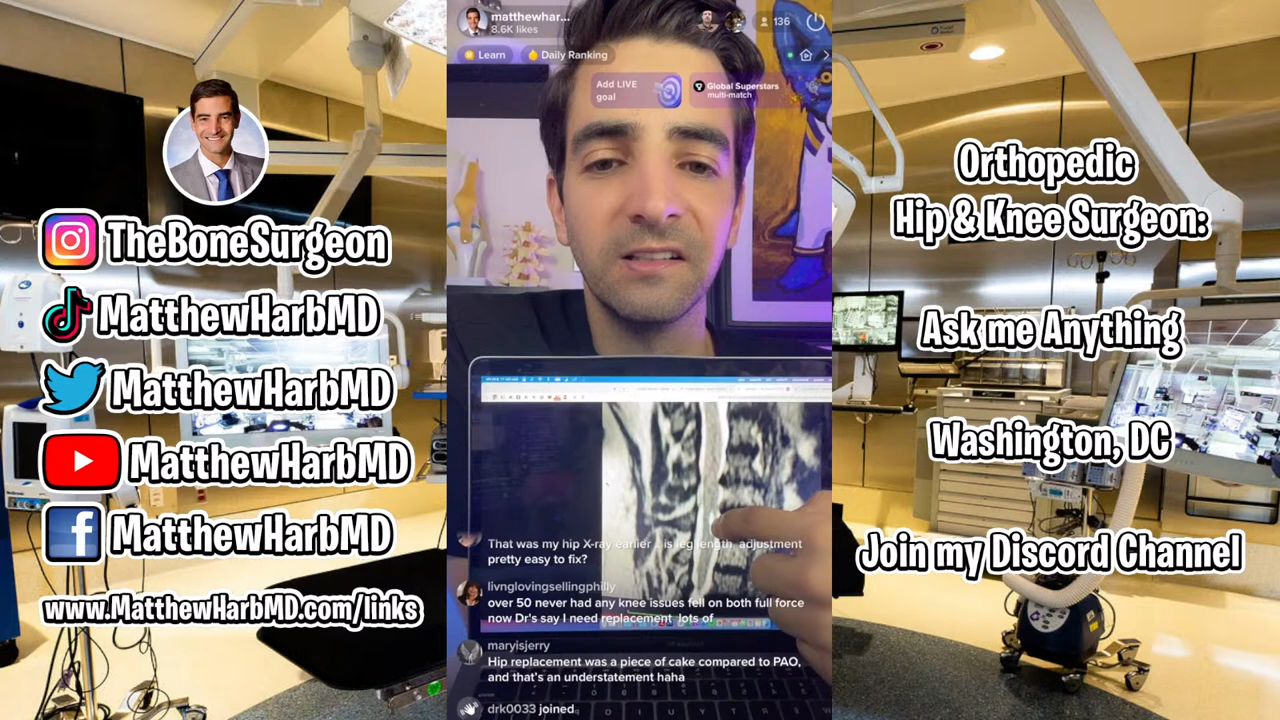 TheBoneSurgeon
MatthewHarbMD
MatthewHarbMD
MatthewHarbMD
MatthewHarbMD
www.MatthewHarbMD.com/links
matthewhar...
8.6K likes
136
Learn
Daily Ranking
Add LIVE
goal
Global Superstars
multi-match
That was my hip X-ray earlier .. is leg length adjustment
pretty easy to fix?
livnglovingsellingphilly
over 50 never had any knee issues fell on both full force
now Dr's say I need replacement lots of
maryisjerry
Hip replacement was a piece of cake compared to PAO,
and that's an understatement haha
drk0033 joined
Orthopedic
Hip & Knee Surgeon:
Ask me Anything
Washington, DC
Join my Discord Channel